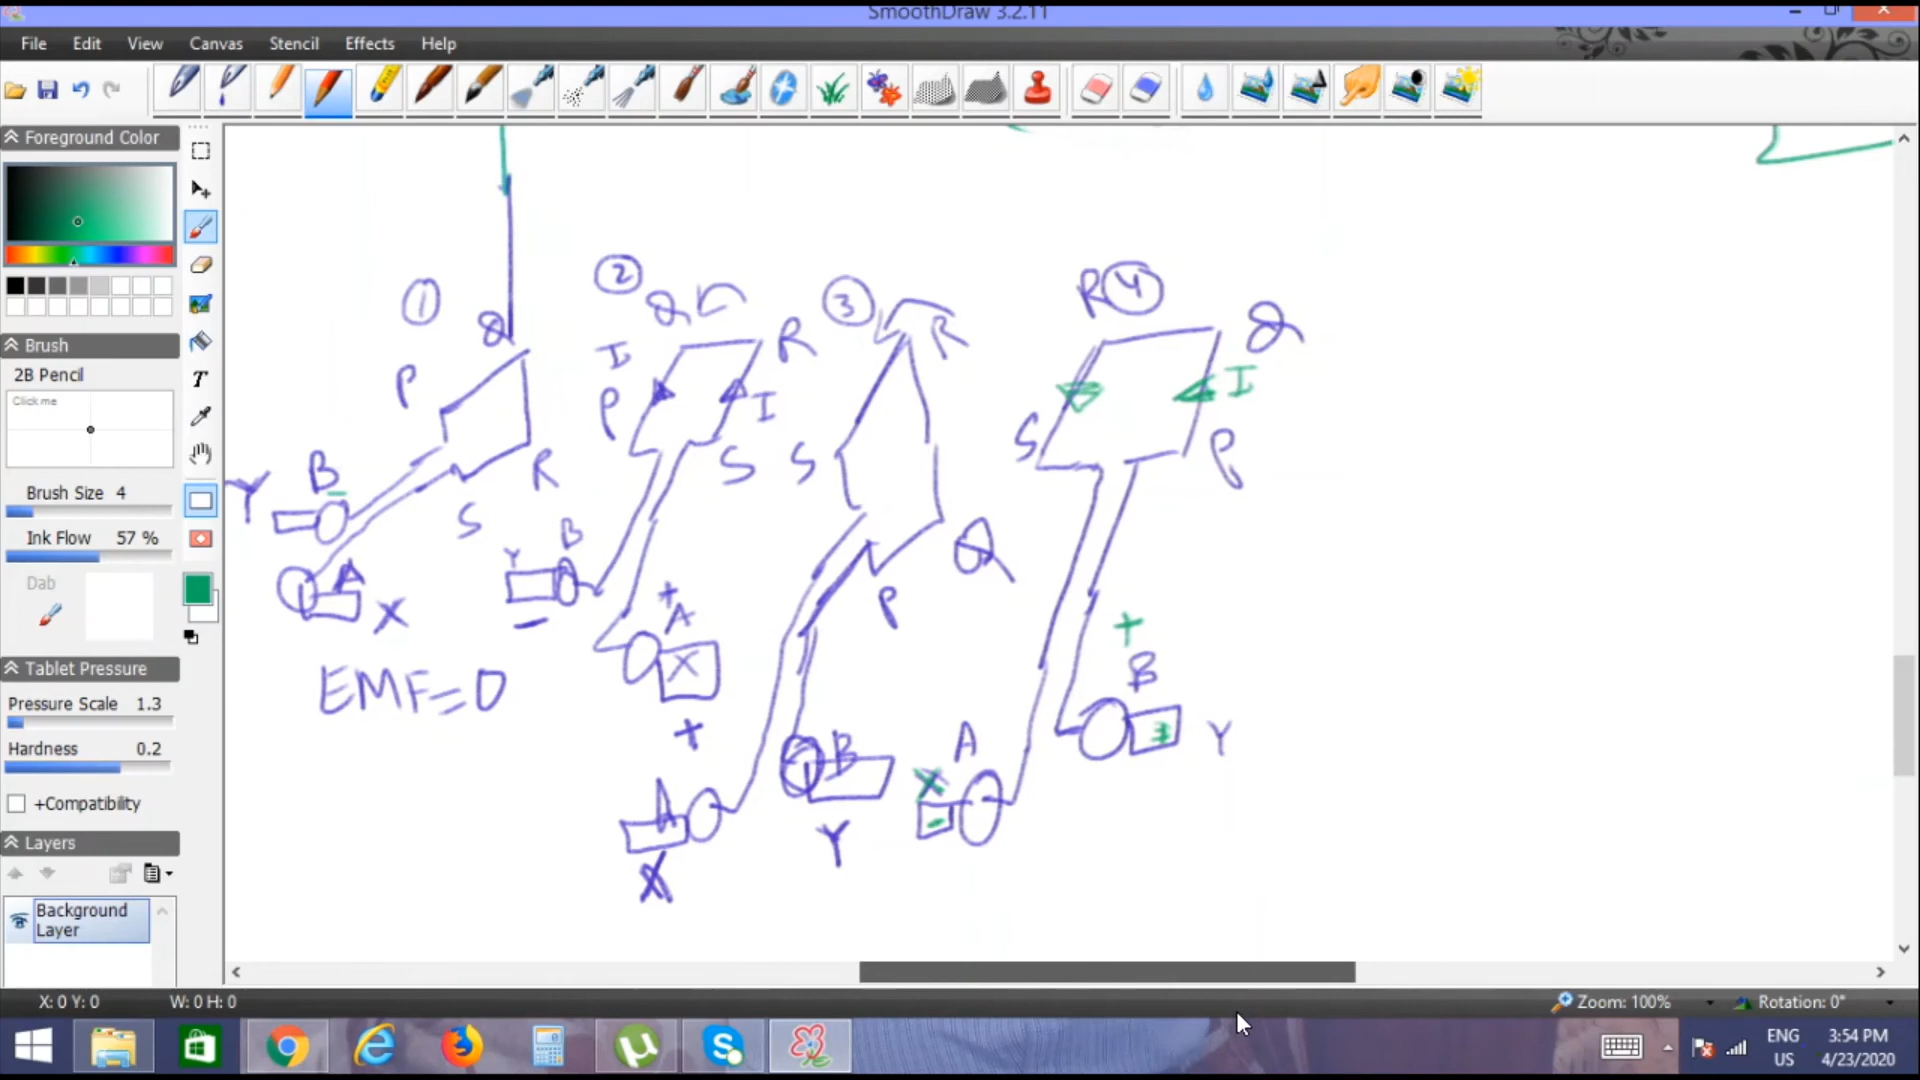 SmoothDraw 3.2.11
File Edit View Canvas Stencil Effects Help
Foreground Color
Brush
2B Pencil
Click me
Brush Size 4
Ink Flow 57 %
Dab
Tablet Pressure
Pressure Scale 1.3
Hardness 0.2
+Compatibility
Layers
Background
Layer
1 Q P R S
Y B - A X
EMF=0
2 Q R I P I S
Y B - + A X +
3 R S Q P
A X B Y
4 R Q I S P
+ B Y A X -
X: 0 Y: 0 W: 0 H: 0
Zoom: 100% Rotation: 0°
ENG 3:54 PM
US 4/23/2020